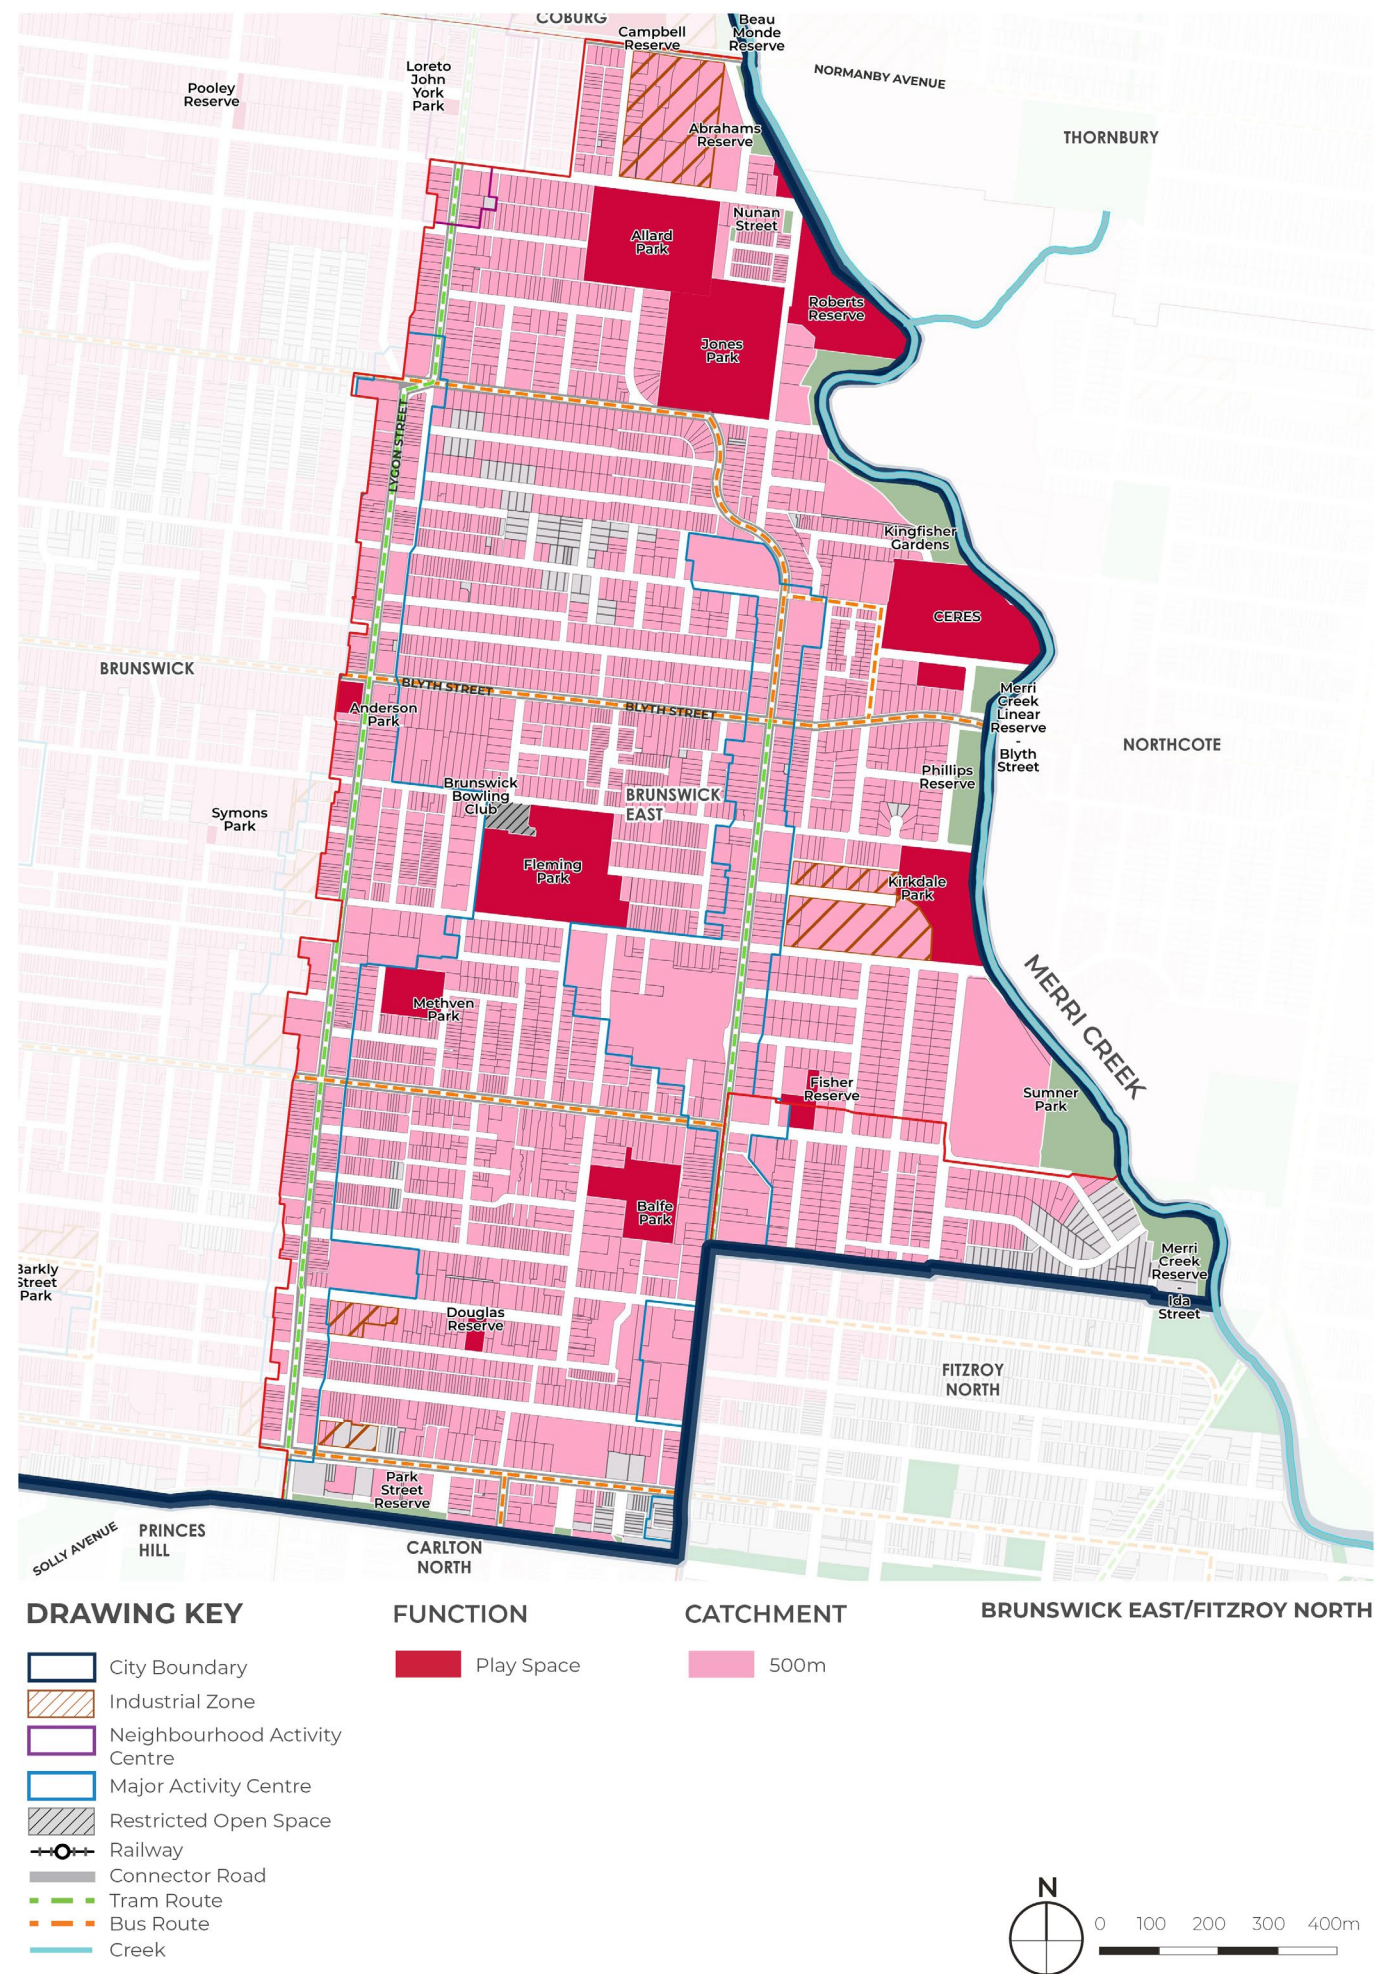 COBURG
Campbell
Reserve
Beau
Monde
Reserve
NORMANBY AVENUE
Loreto
John
York
Park
Pooley
Reserve
Abrahams
Reserve
THORNBURY
Nunan
Street
Allard
Park
Roberts
Reserve
Jones
Park
LYGON STREET
Kingfisher
Gardens
CERES
BRUNSWICK
BLYTH STREET
BLYTH STREET
Anderson
Park
Merri
Creek
Linear
Reserve
-
Blyth
Street
NORTHCOTE
Phillips
Reserve
Brunswick
Bowling
Club
BRUNSWICK
EAST
Symons
Park
Fleming
Park
Kirkdale
Park
MERRI CREEK
Methven
Park
Fisher
Reserve
Sumner
Park
Balfe
Park
Merri
Creek
Reserve
-
Ida
Street
Barkly
Street
Park
Douglas
Reserve
FITZROY
NORTH
Park
Street
Reserve
SOLLY AVENUE
PRINCES
HILL
CARLTON
NORTH
DRAWING KEY
City Boundary
Industrial Zone
Neighbourhood Activity
Centre
Major Activity Centre
Restricted Open Space
Railway
Connector Road
Tram Route
Bus Route
Creek
FUNCTION
Play Space
CATCHMENT
500m
BRUNSWICK EAST/FITZROY NORTH
N
0 100 200 300 400m